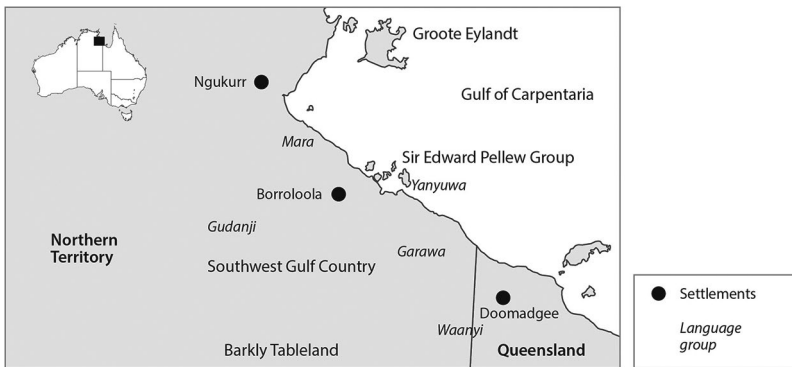 Groote Eylandt
Ngukurr
Gulf of Carpentaria
Mara
Sir Edward Pellew Group
Yanyuwa
Borroloola
Gudanji
Northern
Territory
Garawa
Southwest Gulf Country
Doomadgee
Waanyi
Barkly Tableland
Queensland
Settlements
Language
group